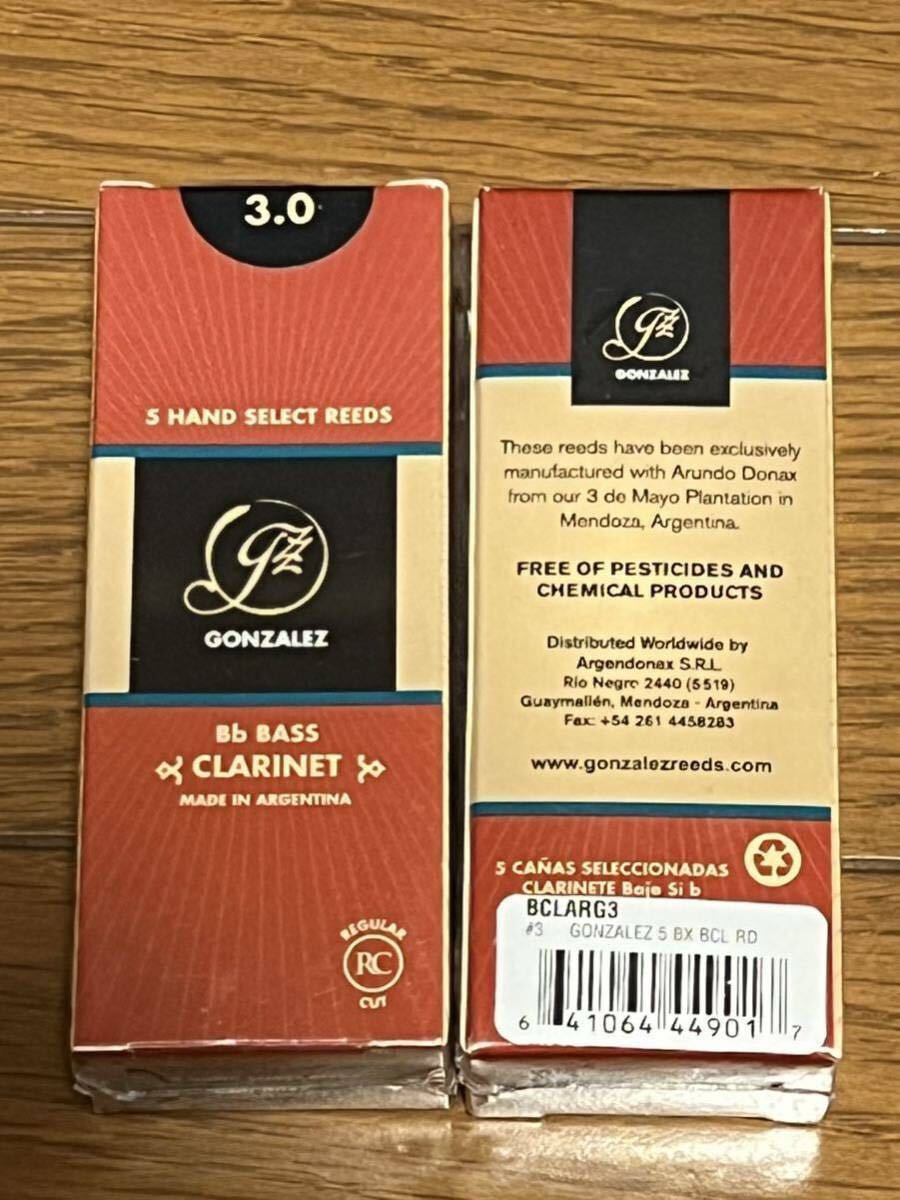 3.0
5 HAND SELECT REEDS
GZZ
GONZALEZ
Bb BASS
CLARINET
MADE IN ARGENTINA
REGULAR
RC
CUT
GZZ
GONZALEZ
These reeds have been exclusively
manufactured with Arundo Donax
from our 3 de Mayo Plantation in
Mendoza, Argentina.
FREE OF PESTICIDES AND
CHEMICAL PRODUCTS
Distributed Worldwide by
Argendonax S.R.L.
Rio Negro 2440 (5519)
Guaymallén, Mendoza - Argentina
Fax: +54 261 4458283
www.gonzalezreeds.com
5 CAÑAS SELECCIONADAS
CLARINETE Bajo Si b
BCLARG3
#3 GONZALEZ 5 BX BCL RD
6 41064 44901 7